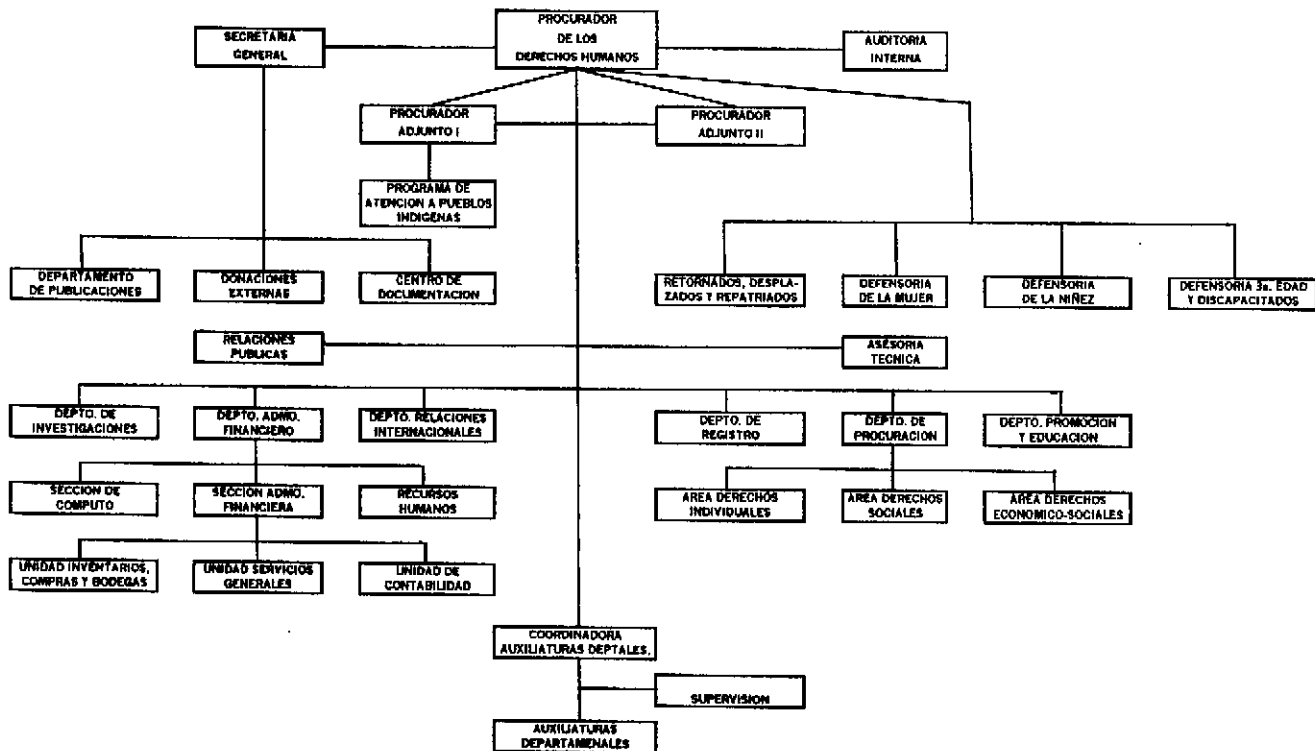 PROCURADOR
DE LOS
DERECHOS HUMANOS
SECRETARIA
GENERAL
AUDITORIA
INTERNA
PROCURADOR
ADJUNTO I
PROCURADOR
ADJUNTO II
PROGRAMA DE
ATENCION A PUEBLOS
INDIGENAS
DEPARTAMENTO
DE PUBLICACIONES
DONACIONES
EXTERNAS
CENTRO DE
DOCUMENTACION
RETORNADOS, DESPLA-
ZADOS Y REPATRIADOS
DEFENSORIA
DE LA MUJER
DEFENSORIA
DE LA NIÑEZ
DEFENSORIA 3a. EDAD
Y DISCAPACITADOS
RELACIONES
PUBLICAS
ASESORIA
TECNICA
DEPTO. DE
INVESTIGACIONES
DEPTO. ADMO.
FINANCIERO
DEPTO. RELACIONES
INTERNACIONALES
DEPTO. DE
REGISTRO
DEPTO. DE
PROCURACION
DEPTO. PROMOCION
Y EDUCACION
SECCION DE
COMPUTO
SECCION ADMO.
FINANCIERA
RECURSOS
HUMANOS
AREA DERECHOS
INDIVIDUALES
AREA DERECHOS
SOCIALES
AREA DERECHOS
ECONOMICO-SOCIALES
UNIDAD INVENTARIOS,
COMPRAS Y BODEGAS
UNIDAD SERVICIOS
GENERALES
UNIDAD DE
CONTABILIDAD
COORDINADORA
AUXILIATURAS DEPTALES.
SUPERVISION
AUXILIATURAS
DEPARTAMENALES